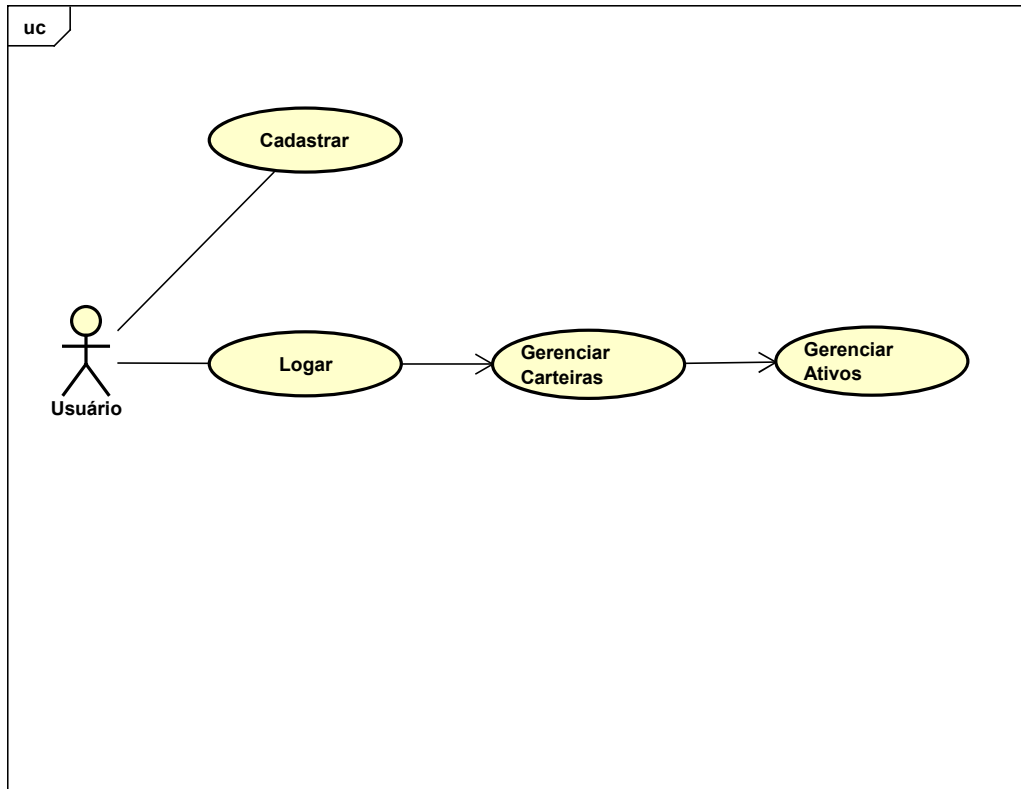 uc
Cadastrar
Usuário
Logar
Gerenciar
Carteiras
Gerenciar
Ativos